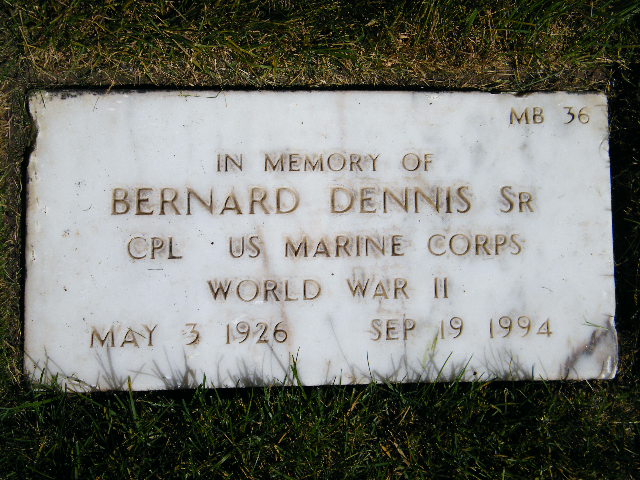 MB 36
IN MEMORY OF
BERNARD DENNIS SR
CPL US MARINE CORPS
WORLD WAR II
MAY 3 1926 SEP 19 1994